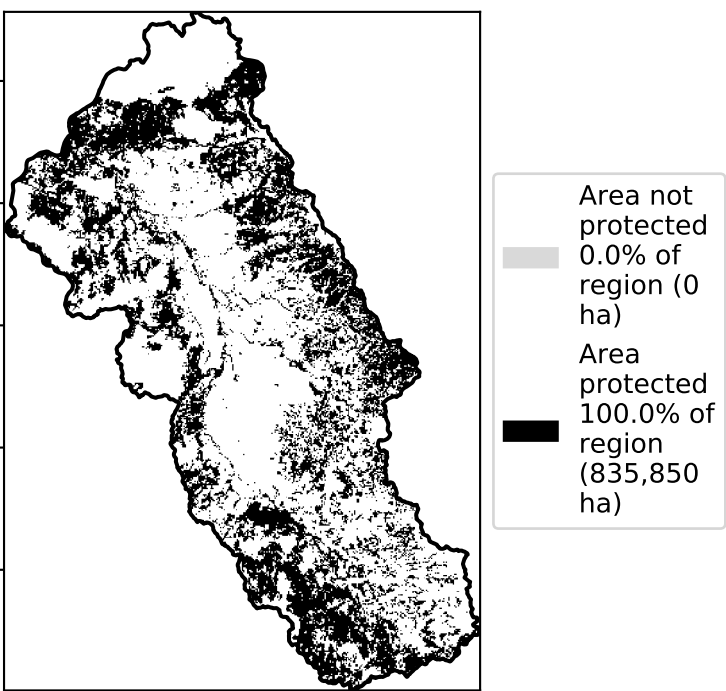 Area not
protected
0.0% of
region (0
ha)
Area
protected
100.0% of
region
(835,850
ha)